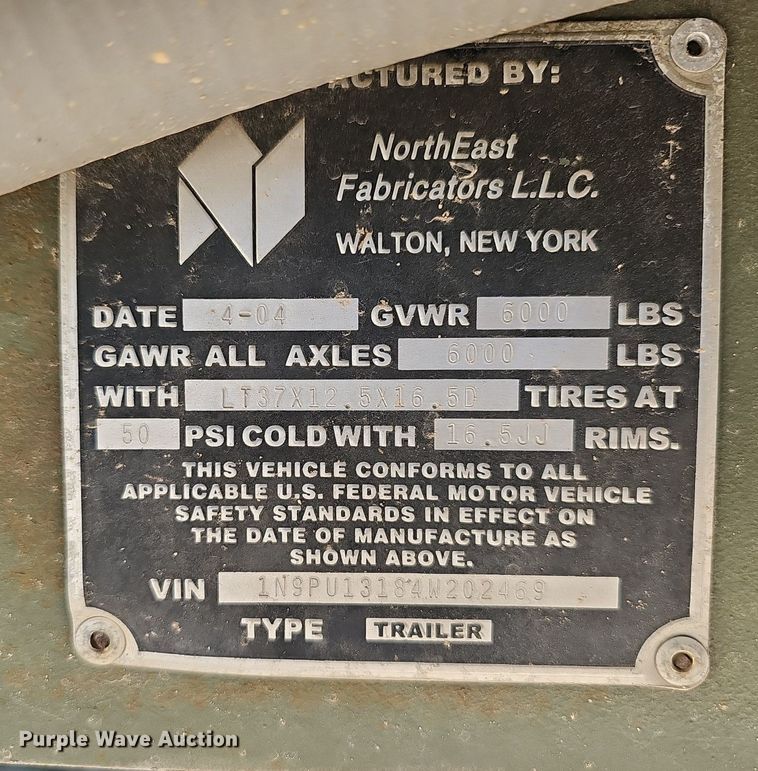 ACTURED BY:
NorthEast
Fabricators L.L.C.
WALTON, NEW YORK
DATE 4-04 GVWR 6000 LBS
GAWR ALL AXLES 6000 LBS
WITH LT37X12.5X16.5D TIRES AT
50 PSI COLD WITH 16.5JJ RIMS.
THIS VEHICLE CONFORMS TO ALL
APPLICABLE U.S. FEDERAL MOTOR VEHICLE
SAFETY STANDARDS IN EFFECT ON
THE DATE OF MANUFACTURE AS
SHOWN ABOVE.
VIN 1N9PU13184W202469
TYPE TRAILER
Purple Wave Auction